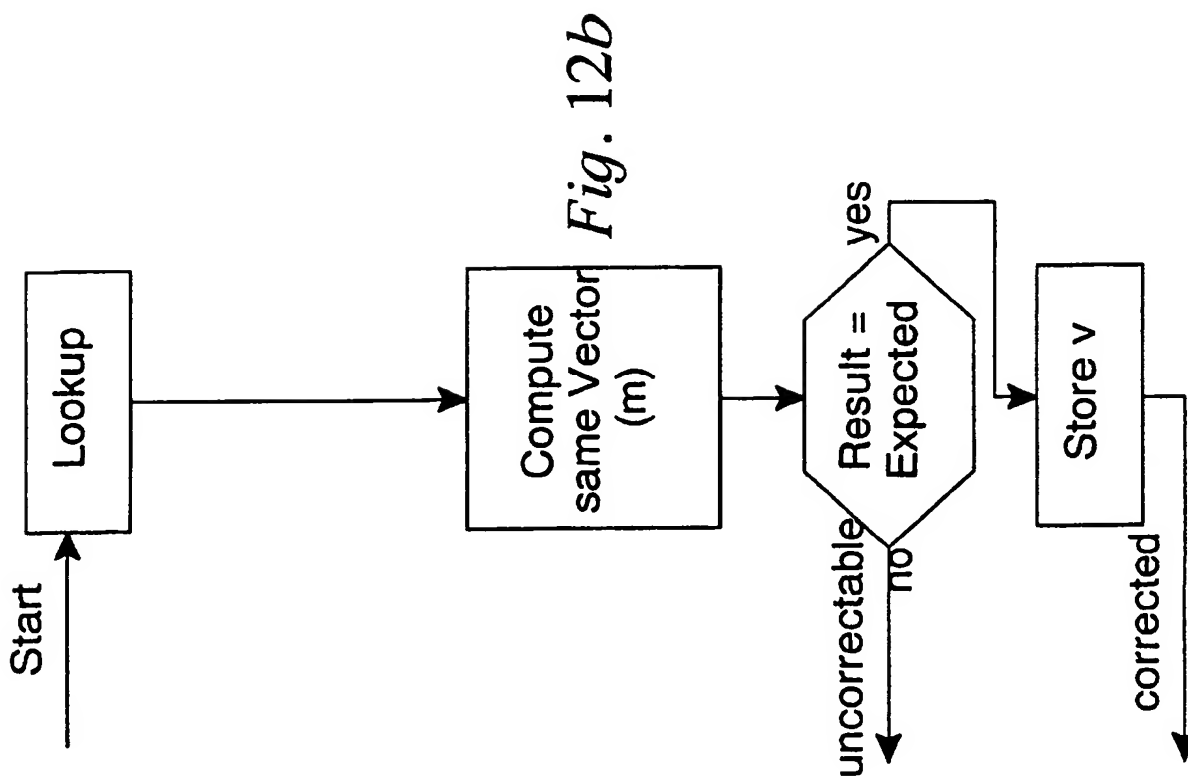 Start
Lookup
Compute
same Vector
(m)
Fig. 12b
Result =
Expected
yes
uncorrectable
no
Store v
corrected